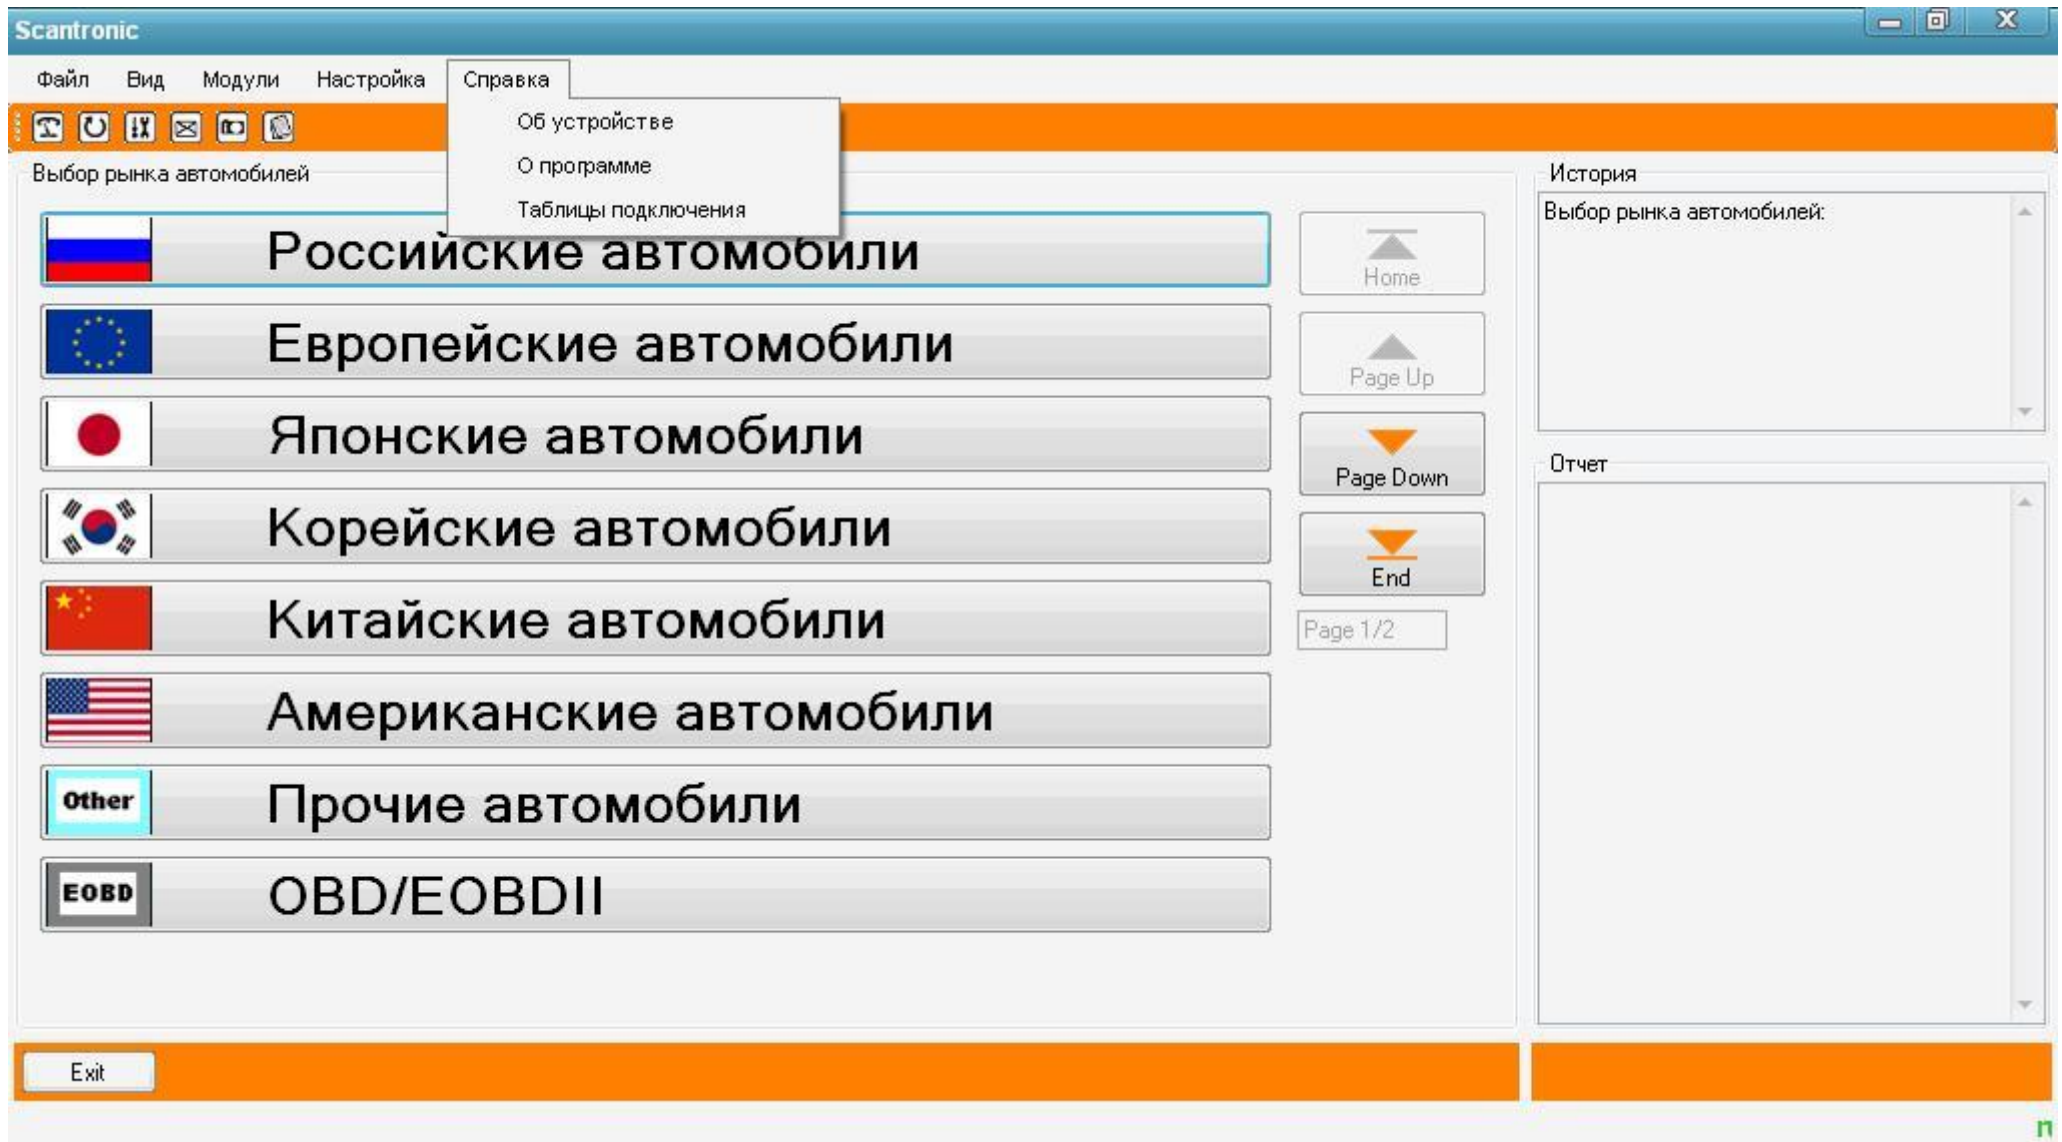 Scantronic
Файл Вид Модули Настройка Справка
Об устройстве
О программе
Таблицы подключения
Выбор рынка автомобилей
Российские автомобили
Европейские автомобили
Японские автомобили
Корейские автомобили
Китайские автомобили
Американские автомобили
Other Прочие автомобили
EOBD OBD/EOBDII
Home
Page Up
Page Down
End
Page 1/2
История
Выбор рынка автомобилей:
Отчет
Exit